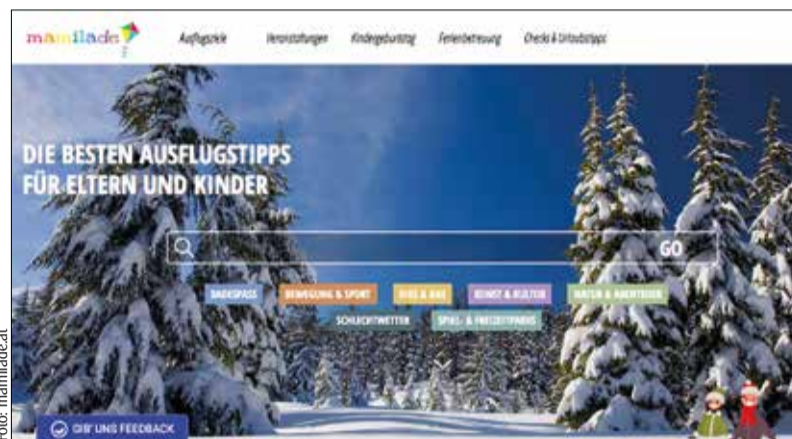 mamilade
Ausflugsziele Veranstaltungen Kindergeburtstag Ferienbetreuung Checks & Urlaubstipps
DIE BESTEN AUSFLUGSTIPPS
FÜR ELTERN UND KINDER
GO
BADESPASS BEWEGUNG & SPORT KUNST & KULTUR NATUR & ABENTEUER
SCHLECHTWETTER SPIEL- & FREIZEITPARKS
GIB UNS FEEDBACK
Foto: mamilade.at